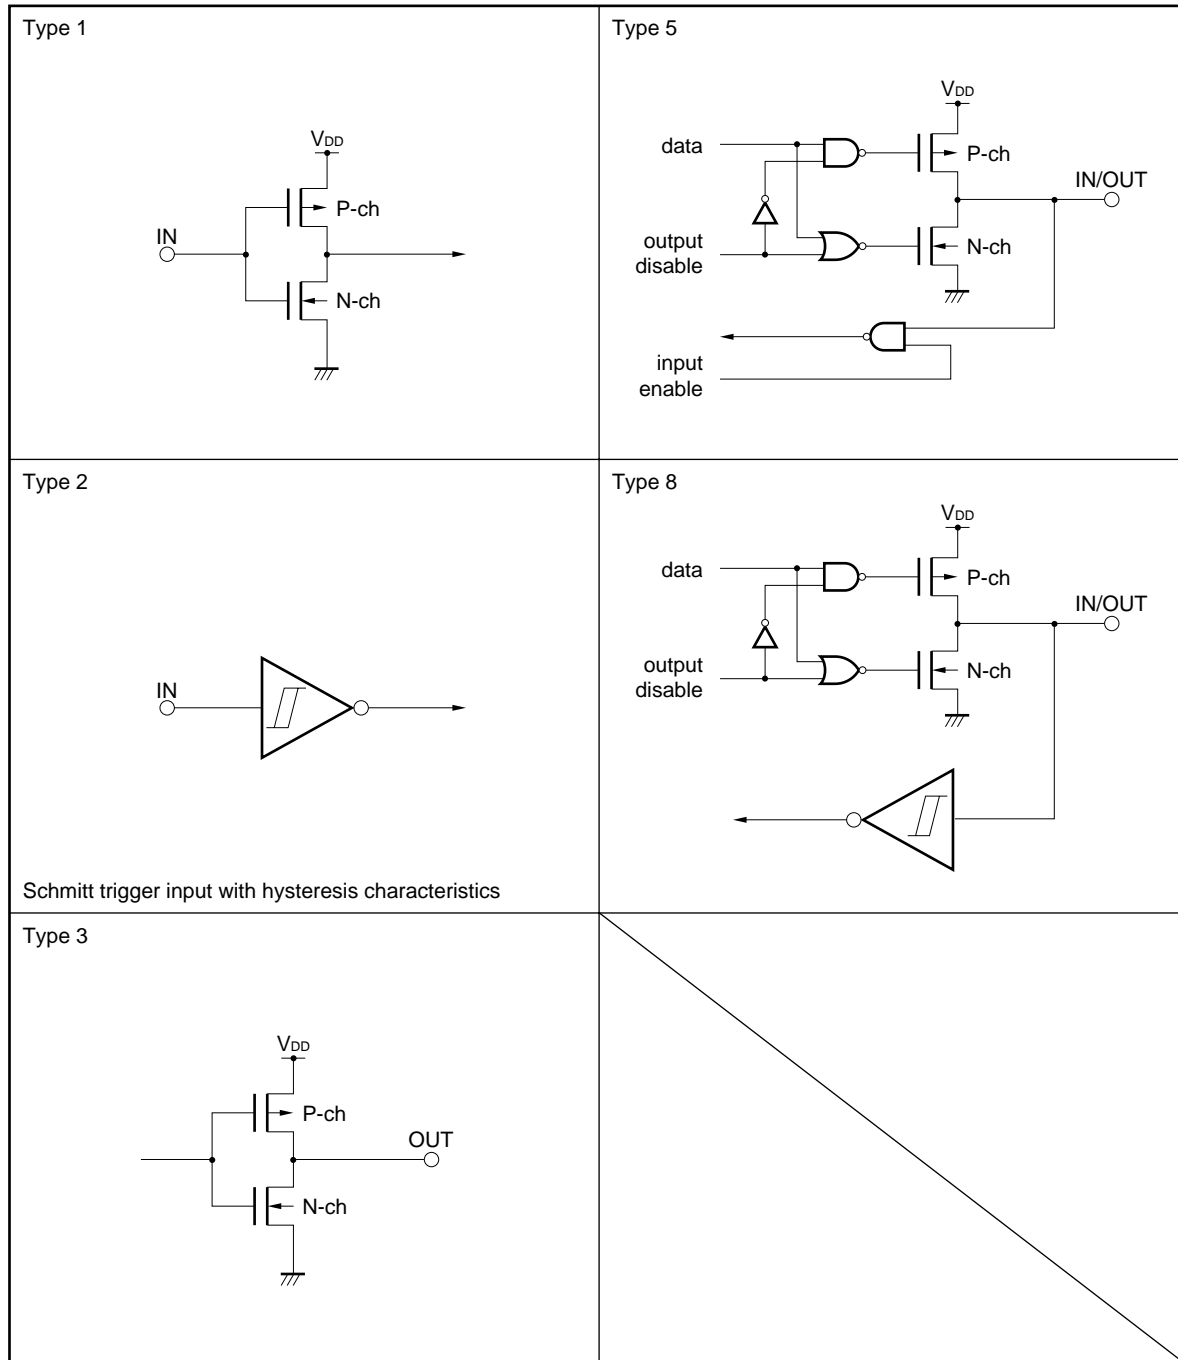 Type 1
VDD
P-ch
IN
N-ch
Type 5
VDD
data
P-ch
IN/OUT
output
disable
N-ch
input
enable
Type 2
IN
Schmitt trigger input with hysteresis characteristics
Type 8
VDD
data
P-ch
IN/OUT
output
disable
N-ch
Type 3
VDD
P-ch
OUT
N-ch